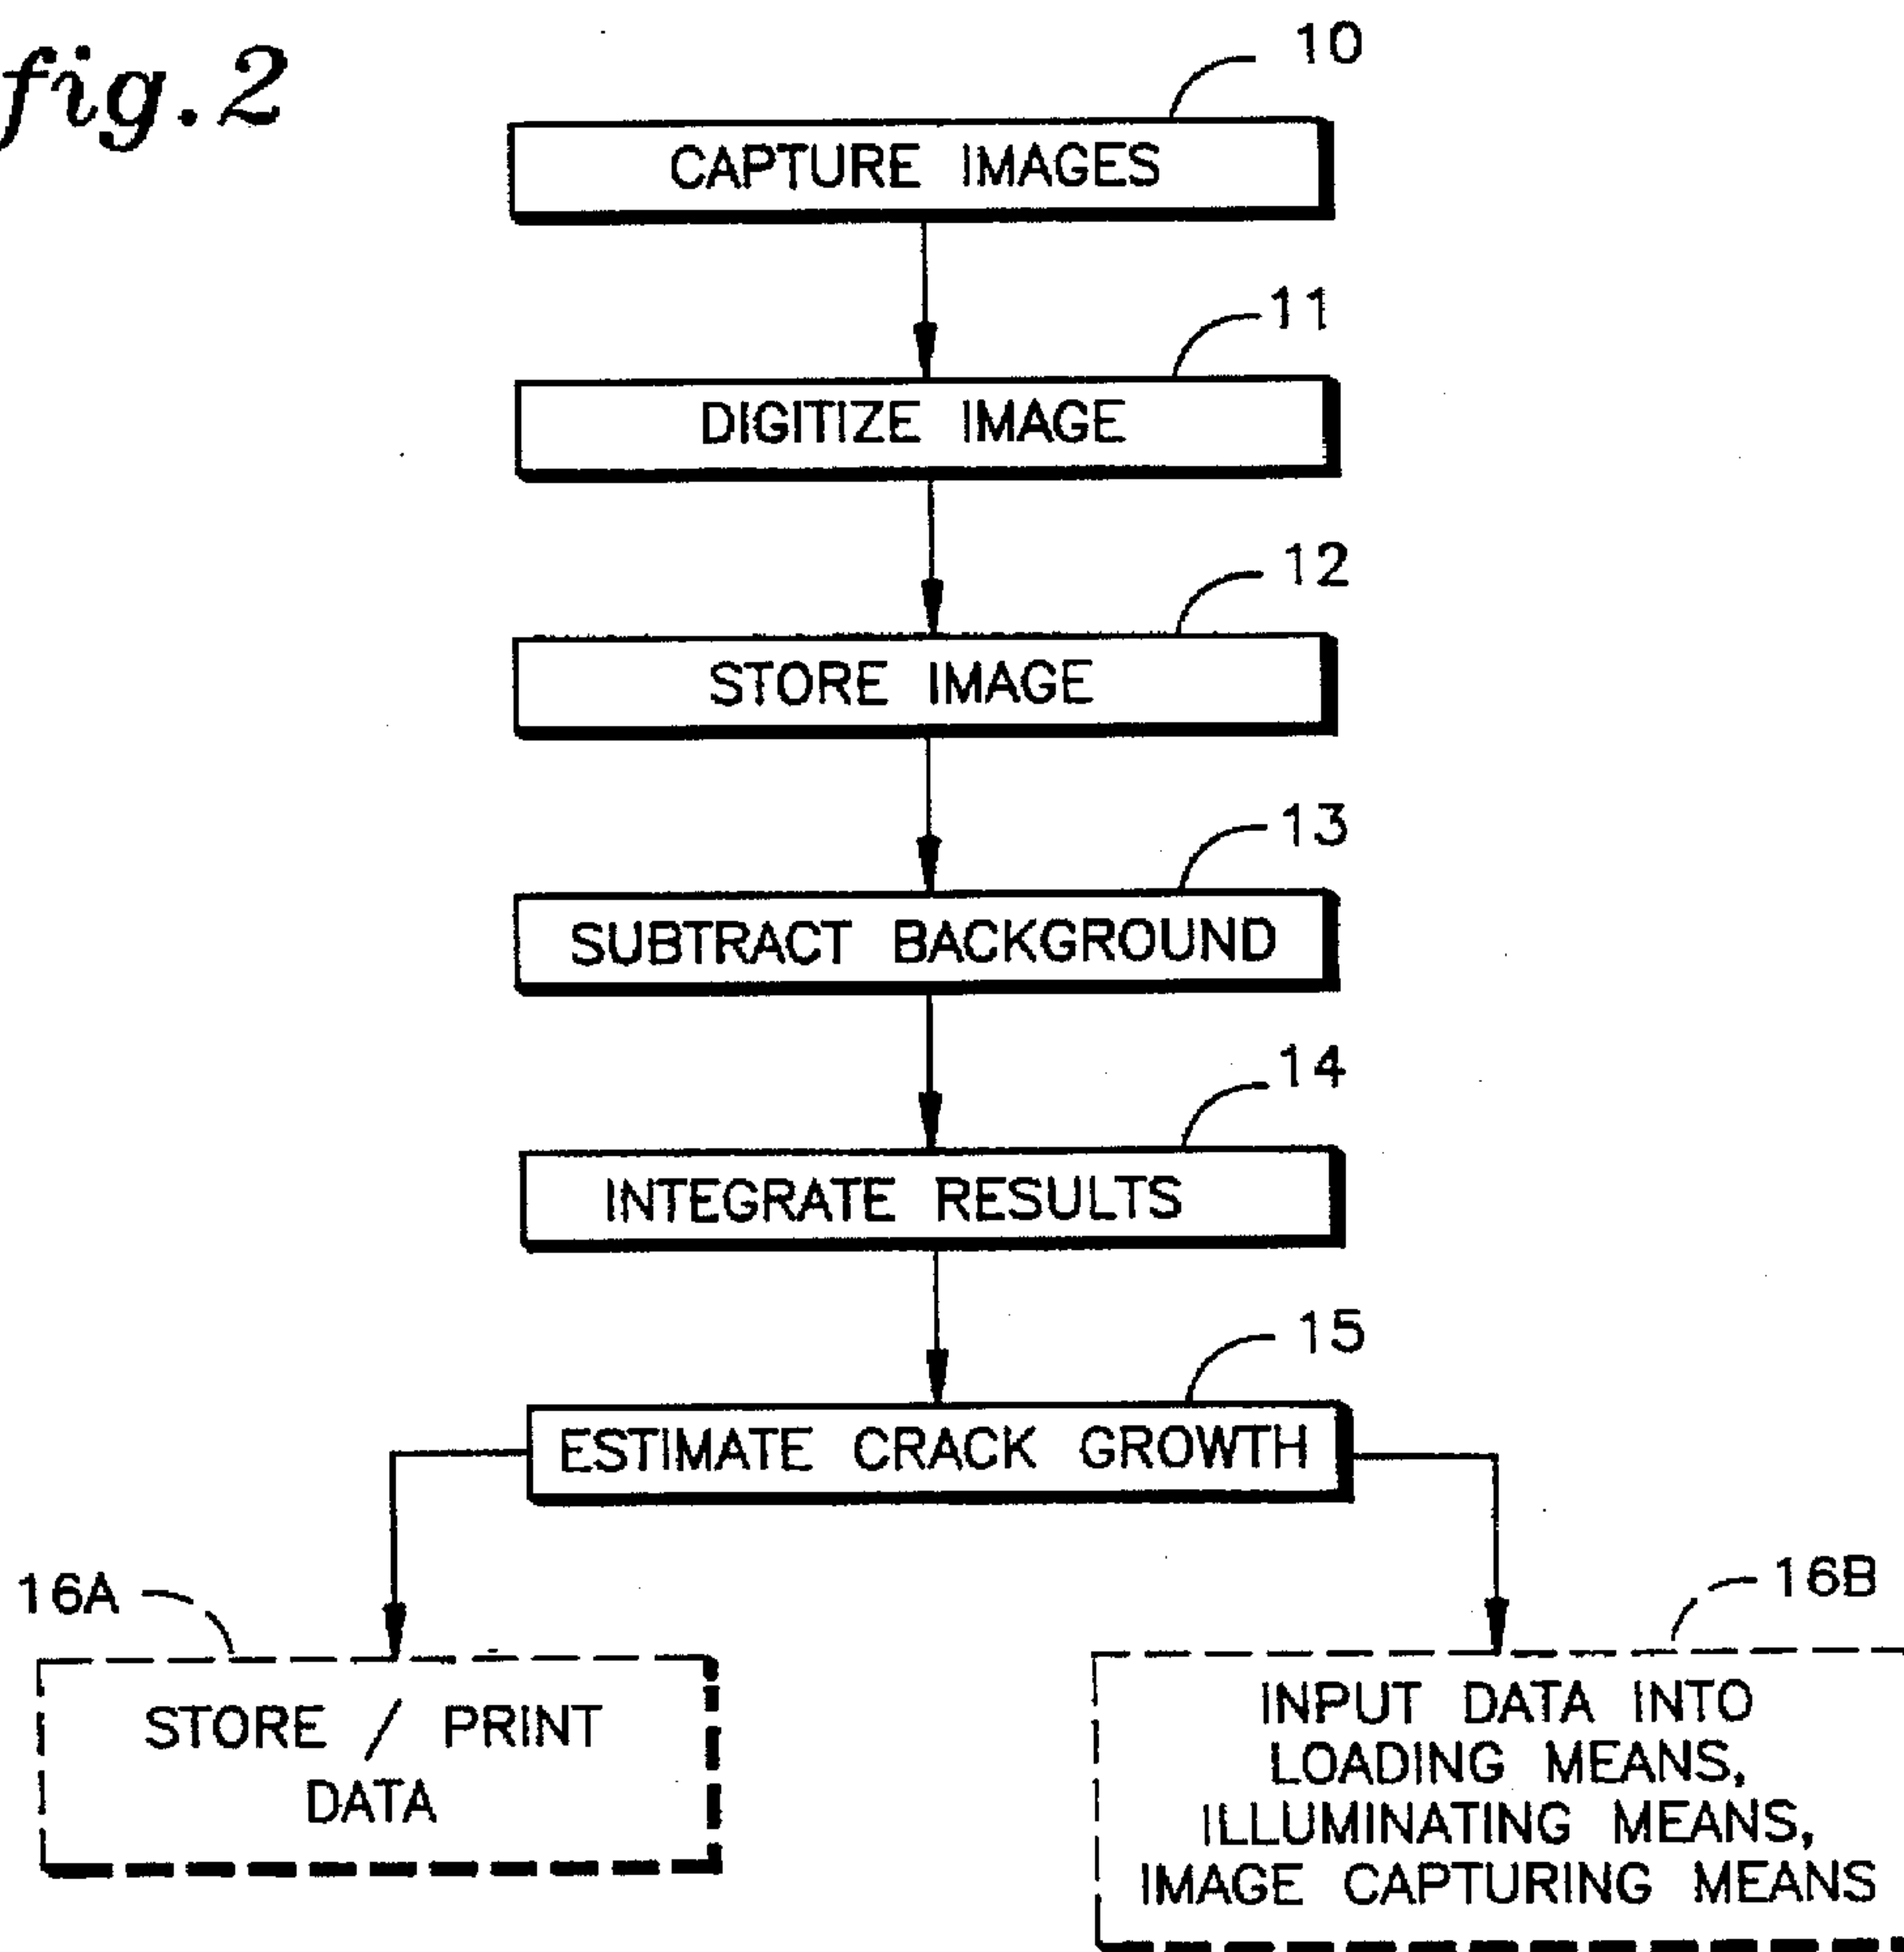 fig.2
10
CAPTURE IMAGES
11
DIGITIZE IMAGE
12
STORE IMAGE
13
SUBTRACT BACKGROUND
14
INTEGRATE RESULTS
15
ESTIMATE CRACK GROWTH
16A
STORE / PRINT
DATA
16B
INPUT DATA INTO
LOADING MEANS,
ILLUMINATING MEANS,
IMAGE CAPTURING MEANS